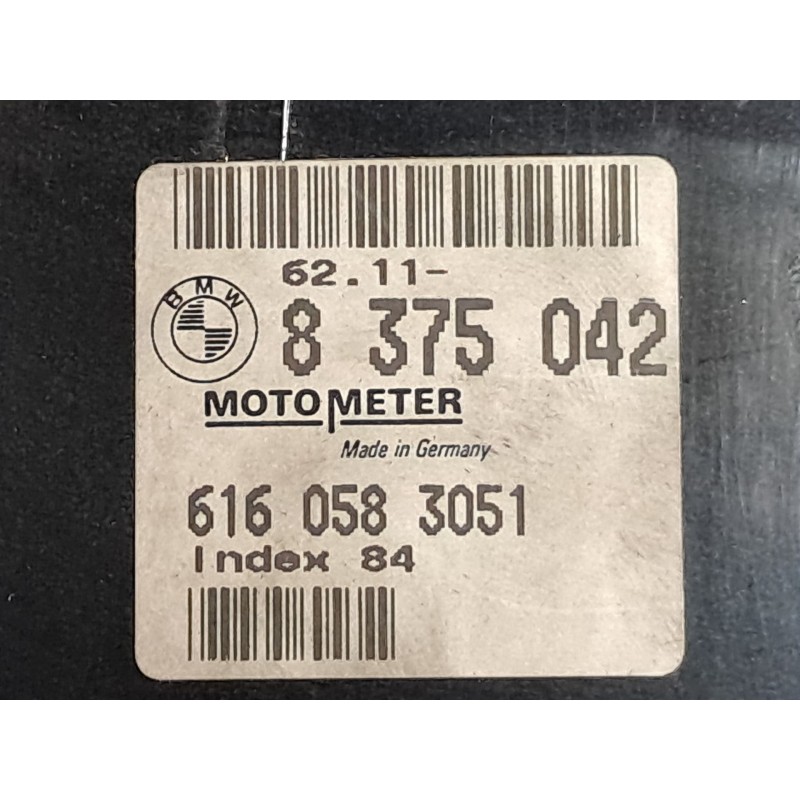 62.11-
BMW
8 375 042
MOTOMETER
Made in Germany
616 058 3051
Index 84